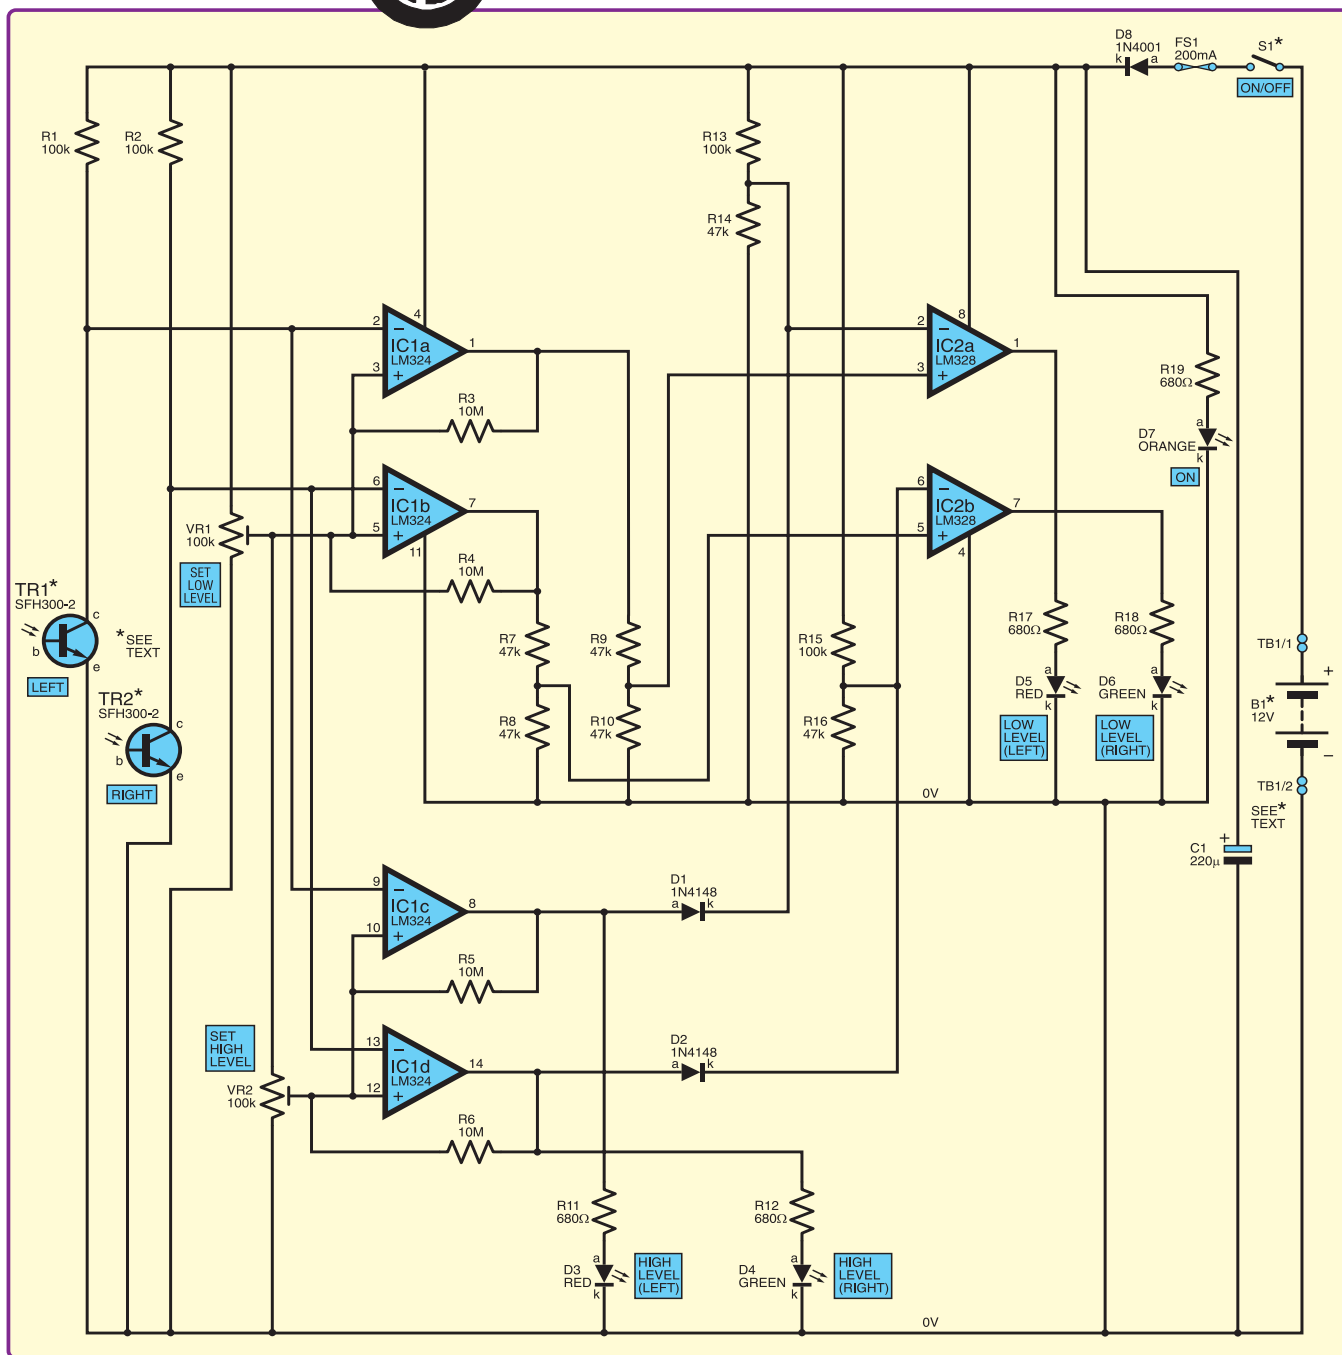 D8
1N4001
k
a
FS1
200mA
S1*
ON/OFF
R1
100k
R2
100k
R13
100k
R14
47k
2
4
IC1a
LM324
3
1
R3
10M
2
8
IC2a
LM328
3
1
R19
680Ω
a
D7
ORANGE
k
ON
6
IC1b
LM324
5
7
11
R4
10M
6
IC2b
LM328
5
7
4
VR1
100k
SET
LOW
LEVEL
TR1*
SFH300-2
c
b
e
*SEE
TEXT
LEFT
TR2*
SFH300-2
c
b
e
RIGHT
R7
47k
R9
47k
R15
100k
R17
680Ω
R18
680Ω
R8
47k
R10
47k
R16
47k
a
D5
RED
k
a
D6
GREEN
k
LOW
LEVEL
(LEFT)
LOW
LEVEL
(RIGHT)
TB1/1
+
B1*
12V
−
TB1/2
SEE*
TEXT
0V
C1
220µ
+
9
IC1c
LM324
10
8
D1
1N4148
a
k
R5
10M
SET
HIGH
LEVEL
VR2
100k
13
IC1d
LM324
12
14
D2
1N4148
a
k
R6
10M
R11
680Ω
R12
680Ω
a
D3
RED
k
HIGH
LEVEL
(LEFT)
a
D4
GREEN
k
HIGH
LEVEL
(RIGHT)
0V